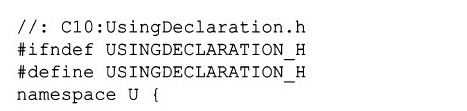 //: C10:UsingDeclaration.h
#ifndef USINGDECLARATION_H
#define USINGDECLARATION_H
namespace U {